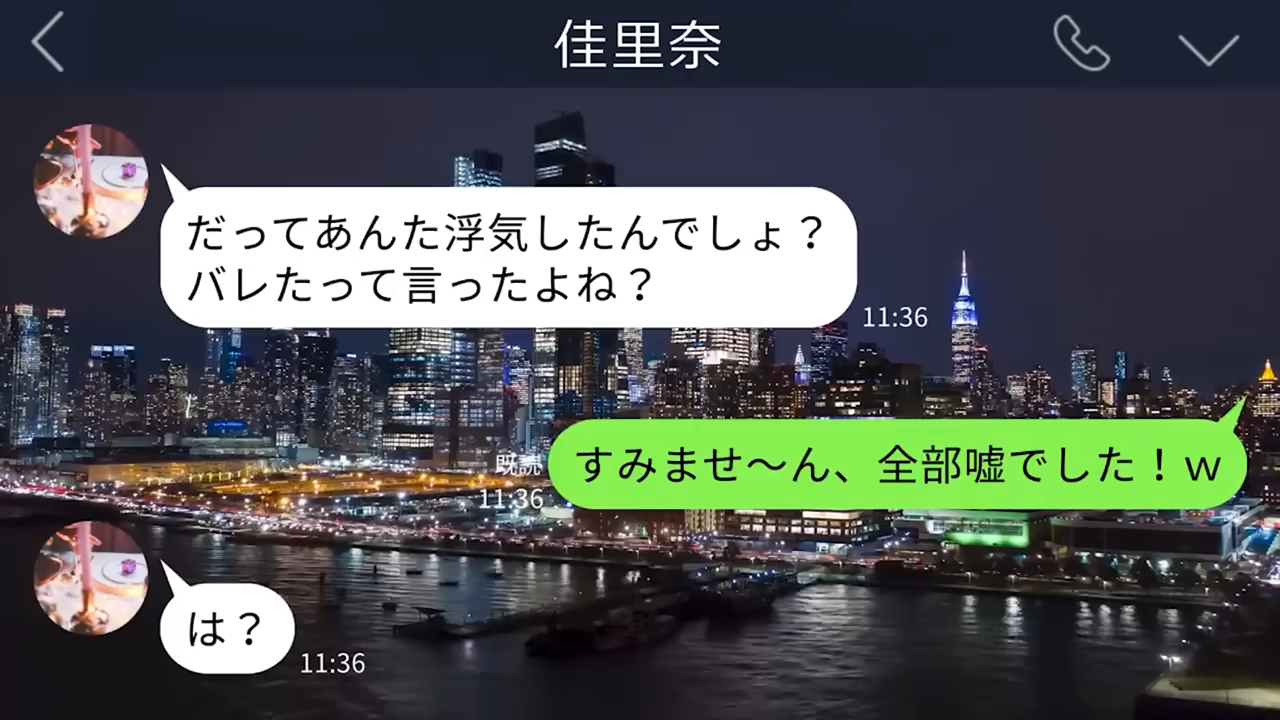 佳里奈
だってあんた浮気したんでしょ？
バレたって言ったよね？
11:36
既読
11:36
すみませ〜ん、全部嘘でした！ｗ
は？
11:36